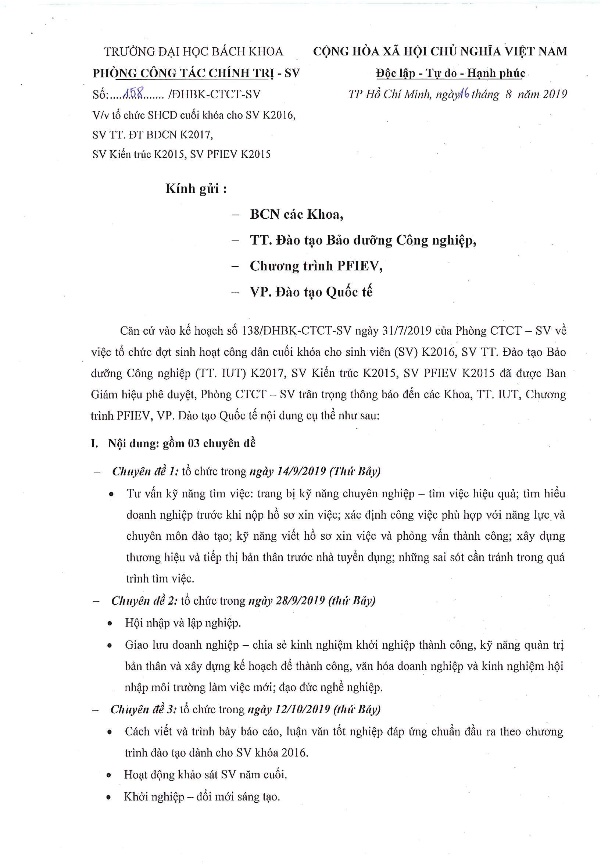 TRƯỜNG ĐẠI HỌC BÁCH KHOA
PHÒNG CÔNG TÁC CHÍNH TRỊ - SV
Số:....158....... /ĐHBK-CTCT-SV
V/v tổ chức SHCD cuối khóa cho SV K2016,
SV TT. ĐT BDCN K2017,
SV Kiến trúc K2015, SV PFIEV K2015
CỘNG HÒA XÃ HỘI CHỦ NGHĨA VIỆT NAM
Độc lập - Tự do - Hạnh phúc
TP Hồ Chí Minh, ngày 16 tháng 8 năm 2019
Kính gửi :
– BCN các Khoa,
– TT. Đào tạo Bảo dưỡng Công nghiệp,
– Chương trình PFIEV,
– VP. Đào tạo Quốc tế
Căn cứ vào kế hoạch số 138/ĐHBK-CTCT-SV ngày 31/7/2019 của Phòng CTCT – SV về
việc tổ chức đợt sinh hoạt công dân cuối khóa cho sinh viên (SV) K2016, SV TT. Đào tạo Bảo
dưỡng Công nghiệp (TT. IUT) K2017, SV Kiến trúc K2015, SV PFIEV K2015 đã được Ban
Giám hiệu phê duyệt, Phòng CTCT – SV trân trọng thông báo đến các Khoa, TT. IUT, Chương
trình PFIEV, VP. Đào tạo Quốc tế nội dung cụ thể như sau:
I. Nội dung: gồm 03 chuyên đề
– Chuyên đề 1: tổ chức trong ngày 14/9/2019 (Thứ Bảy)
• Tư vấn kỹ năng tìm việc: trang bị kỹ năng chuyên nghiệp – tìm việc hiệu quả; tìm hiểu
doanh nghiệp trước khi nộp hồ sơ xin việc; xác định công việc phù hợp với năng lực và
chuyên môn đào tạo; kỹ năng viết hồ sơ xin việc và phỏng vấn thành công; xây dựng
thương hiệu và tiếp thị bản thân trước nhà tuyển dụng; những sai sót cần tránh trong quá
trình tìm việc.
– Chuyên đề 2: tổ chức trong ngày 28/9/2019 (thứ Bảy)
• Hội nhập và lập nghiệp.
• Giao lưu doanh nghiệp – chia sẻ kinh nghiệm khởi nghiệp thành công, kỹ năng quản trị
bản thân và xây dựng kế hoạch để thành công, văn hóa doanh nghiệp và kinh nghiệm hội
nhập môi trường làm việc mới; đạo đức nghề nghiệp.
– Chuyên đề 3: tổ chức trong ngày 12/10/2019 (thứ Bảy)
• Cách viết và trình bày báo cáo, luận văn tốt nghiệp đáp ứng chuẩn đầu ra theo chương
trình đào tạo dành cho SV khóa 2016.
• Hoạt động khảo sát SV năm cuối.
• Khởi nghiệp – đổi mới sáng tạo.